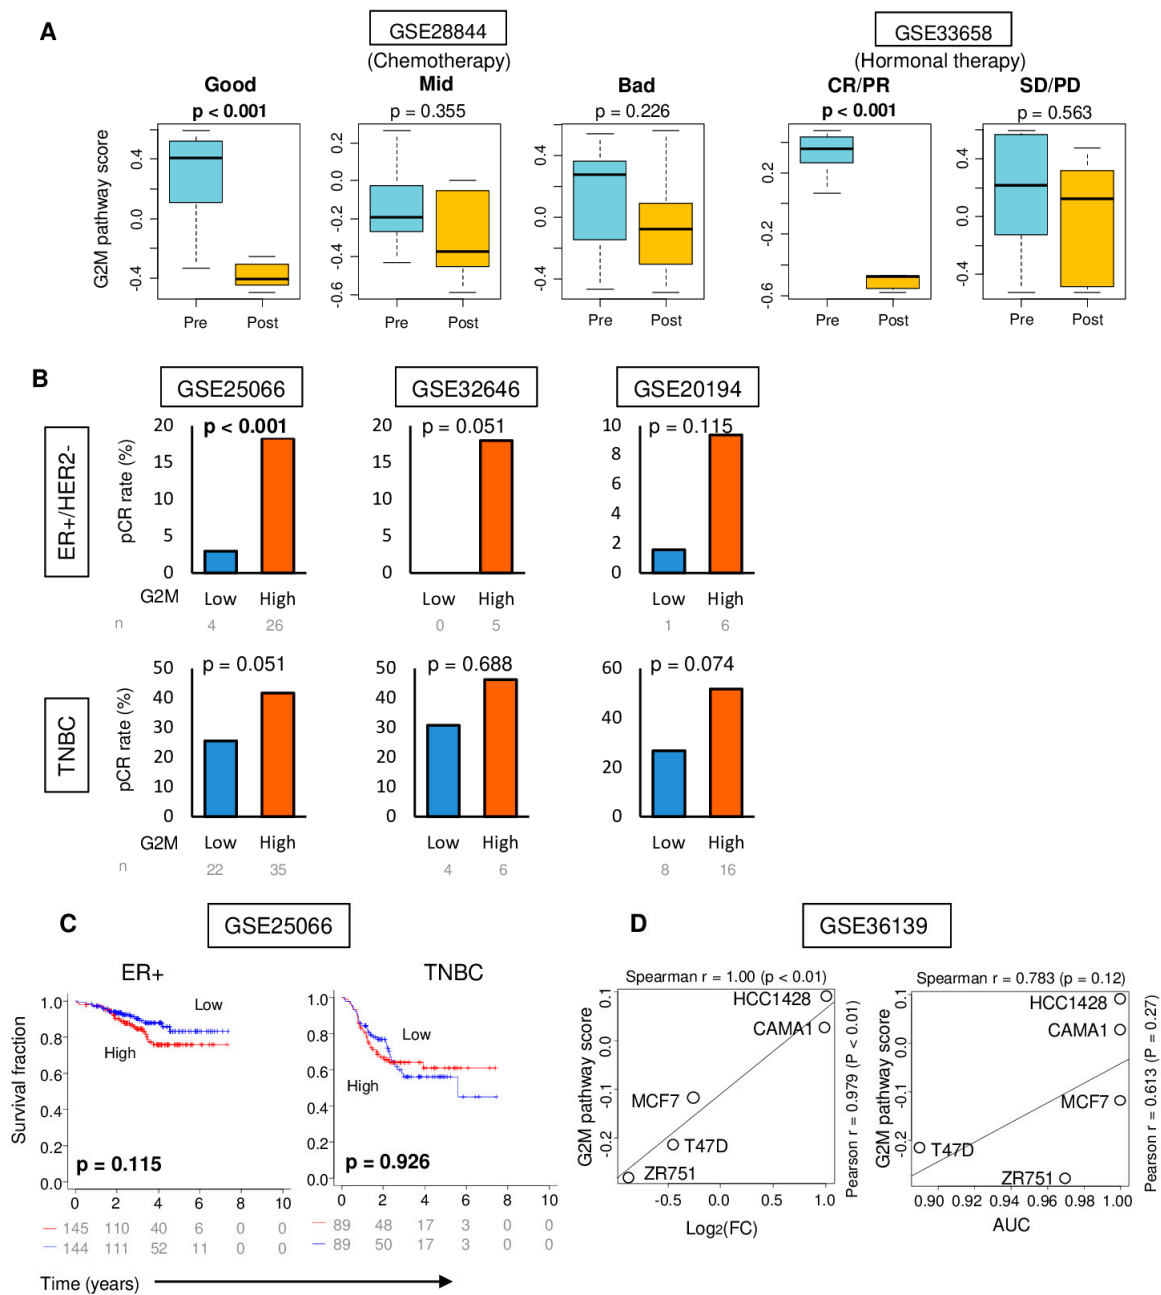 A
GSE28844
(Chemotherapy)
GSE33658
(Hormonal therapy)
Good
Mid
Bad
CR/PR
SD/PD
p < 0.001
p = 0.355
p = 0.226
p < 0.001
p = 0.563
G2M pathway score
0.4
0.0
-0.4
0.2
0.0
-0.2
-0.4
-0.6
0.4
0.0
-0.4
0.2
-0.2
-0.6
0.4
0.0
-0.4
Pre Post
Pre Post
Pre Post
Pre Post
Pre Post
B
GSE25066
GSE32646
GSE20194
ER+/HER2-
pCR rate (%)
p < 0.001
20
15
10
5
0
p = 0.051
20
15
10
5
0
p = 0.115
10
8
6
4
2
0
G2M Low High
Low High
Low High
n 4 26
0 5
1 6
TNBC
pCR rate (%)
p = 0.051
50
40
30
20
10
0
p = 0.688
50
40
30
20
10
0
p = 0.074
60
40
20
0
G2M Low High
Low High
Low High
n 22 35
4 6
8 16
C
GSE25066
ER+
TNBC
Survival fraction
1.0
0.8
0.6
0.4
0.2
0.0
Low
High
p = 0.115
0 2 4 6 8 10
145 110 40 6 0 0
144 111 52 11 0 0
1.0
0.8
0.6
0.4
0.2
0.0
Low
High
p = 0.926
0 2 4 6 8 10
89 48 17 3 0 0
89 50 17 3 0 0
Time (years)
D
GSE36139
Spearman r = 1.00 (p < 0.01)
G2M pathway score
0.1
0.0
-0.1
-0.2
HCC1428
CAMA1
MCF7
T47D
ZR751
-0.5 0.0 0.5 1.0
Log2(FC)
Pearson r = 0.979 (P < 0.01)
Spearman r = 0.783 (p = 0.12)
G2M pathway score
0.1
0.0
-0.1
-0.2
HCC1428
CAMA1
MCF7
T47D
ZR751
0.90 0.92 0.94 0.96 0.98 1.00
AUC
Pearson r = 0.613 (P = 0.27)